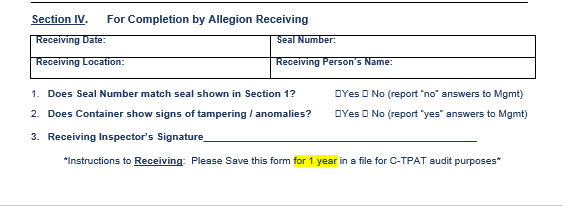 Section IV. For Completion by Allegion Receiving
Receiving Date: Seal Number:
Receiving Location: Receiving Person's Name:
1. Does Seal Number match seal shown in Section 1? □Yes □ No (report "no" answers to Mgmt)
2. Does Container show signs of tampering / anomalies? □Yes □ No (report "yes" answers to Mgmt)
3. Receiving Inspector's Signature____________________________________________
*Instructions to Receiving: Please Save this form for 1 year in a file for C-TPAT audit purposes*